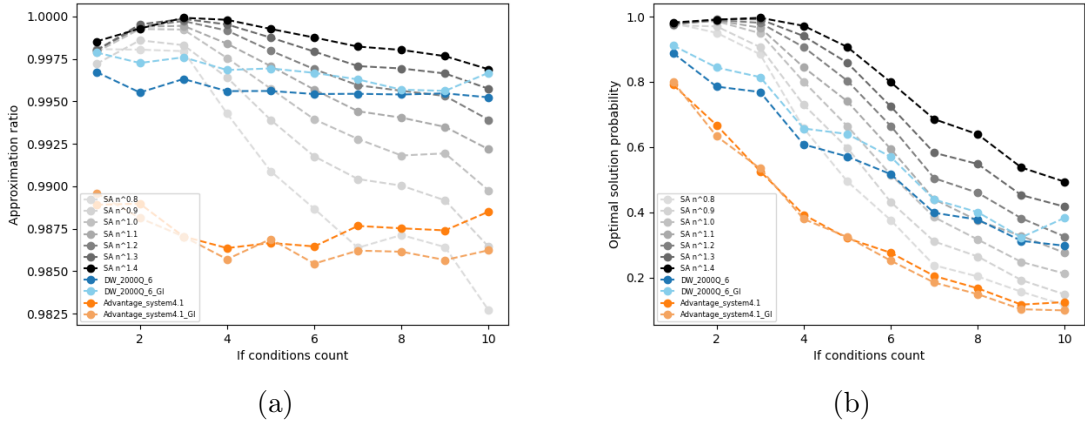 1.0000
0.9975
0.9950
0.9925
0.9900
0.9875
0.9850
0.9825
Approximation ratio
SA n^0.8
SA n^0.9
SA n^1.0
SA n^1.1
SA n^1.2
SA n^1.3
SA n^1.4
DW_2000Q_6
DW_2000Q_6_GI
Advantage_system4.1
Advantage_system4.1_GI
2 4 6 8 10
If conditions count
(a)
1.0
0.8
0.6
0.4
0.2
Optimal solution probability
SA n^0.8
SA n^0.9
SA n^1.0
SA n^1.1
SA n^1.2
SA n^1.3
SA n^1.4
DW_2000Q_6
DW_2000Q_6_GI
Advantage_system4.1
Advantage_system4.1_GI
2 4 6 8 10
If conditions count
(b)